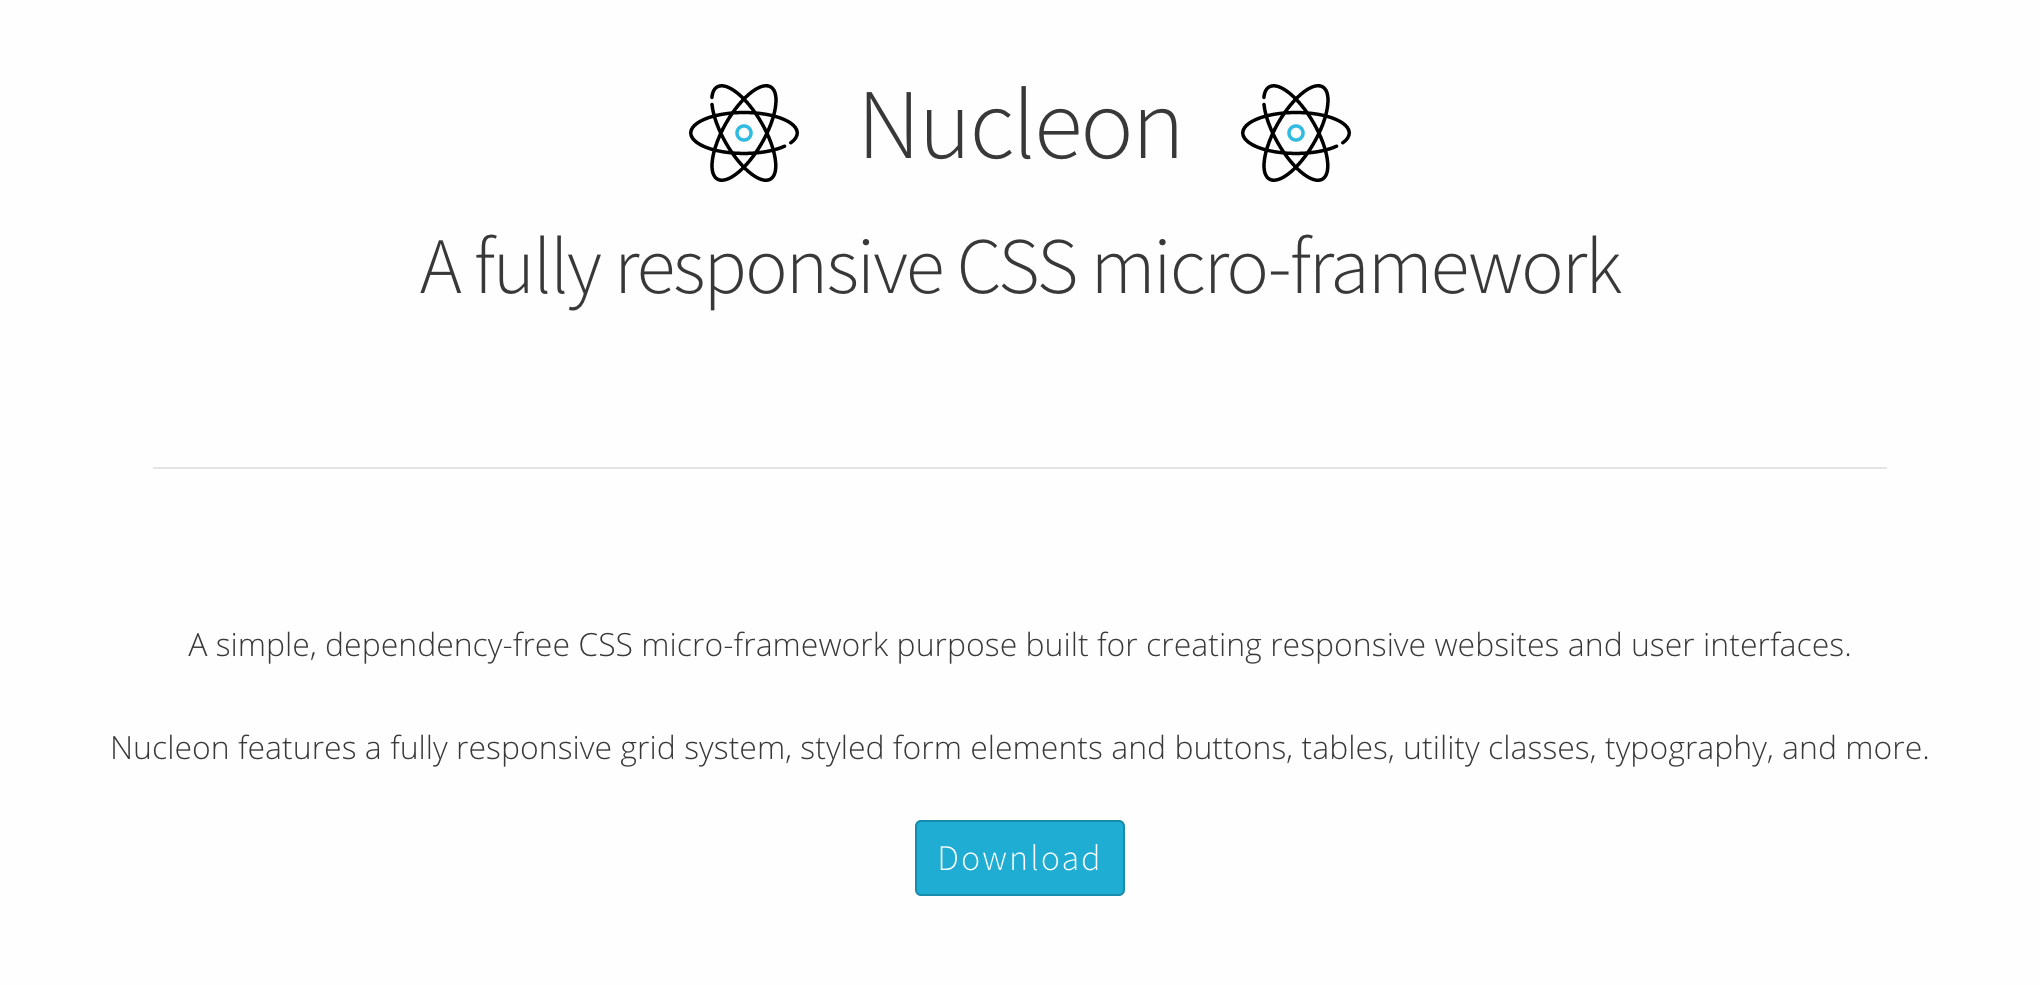 Nucleon
A fully responsive CSS micro-framework
A simple, dependency-free CSS micro-framework purpose built for creating responsive websites and user interfaces.
Nucleon features a fully responsive grid system, styled form elements and buttons, tables, utility classes, typography, and more.
Download